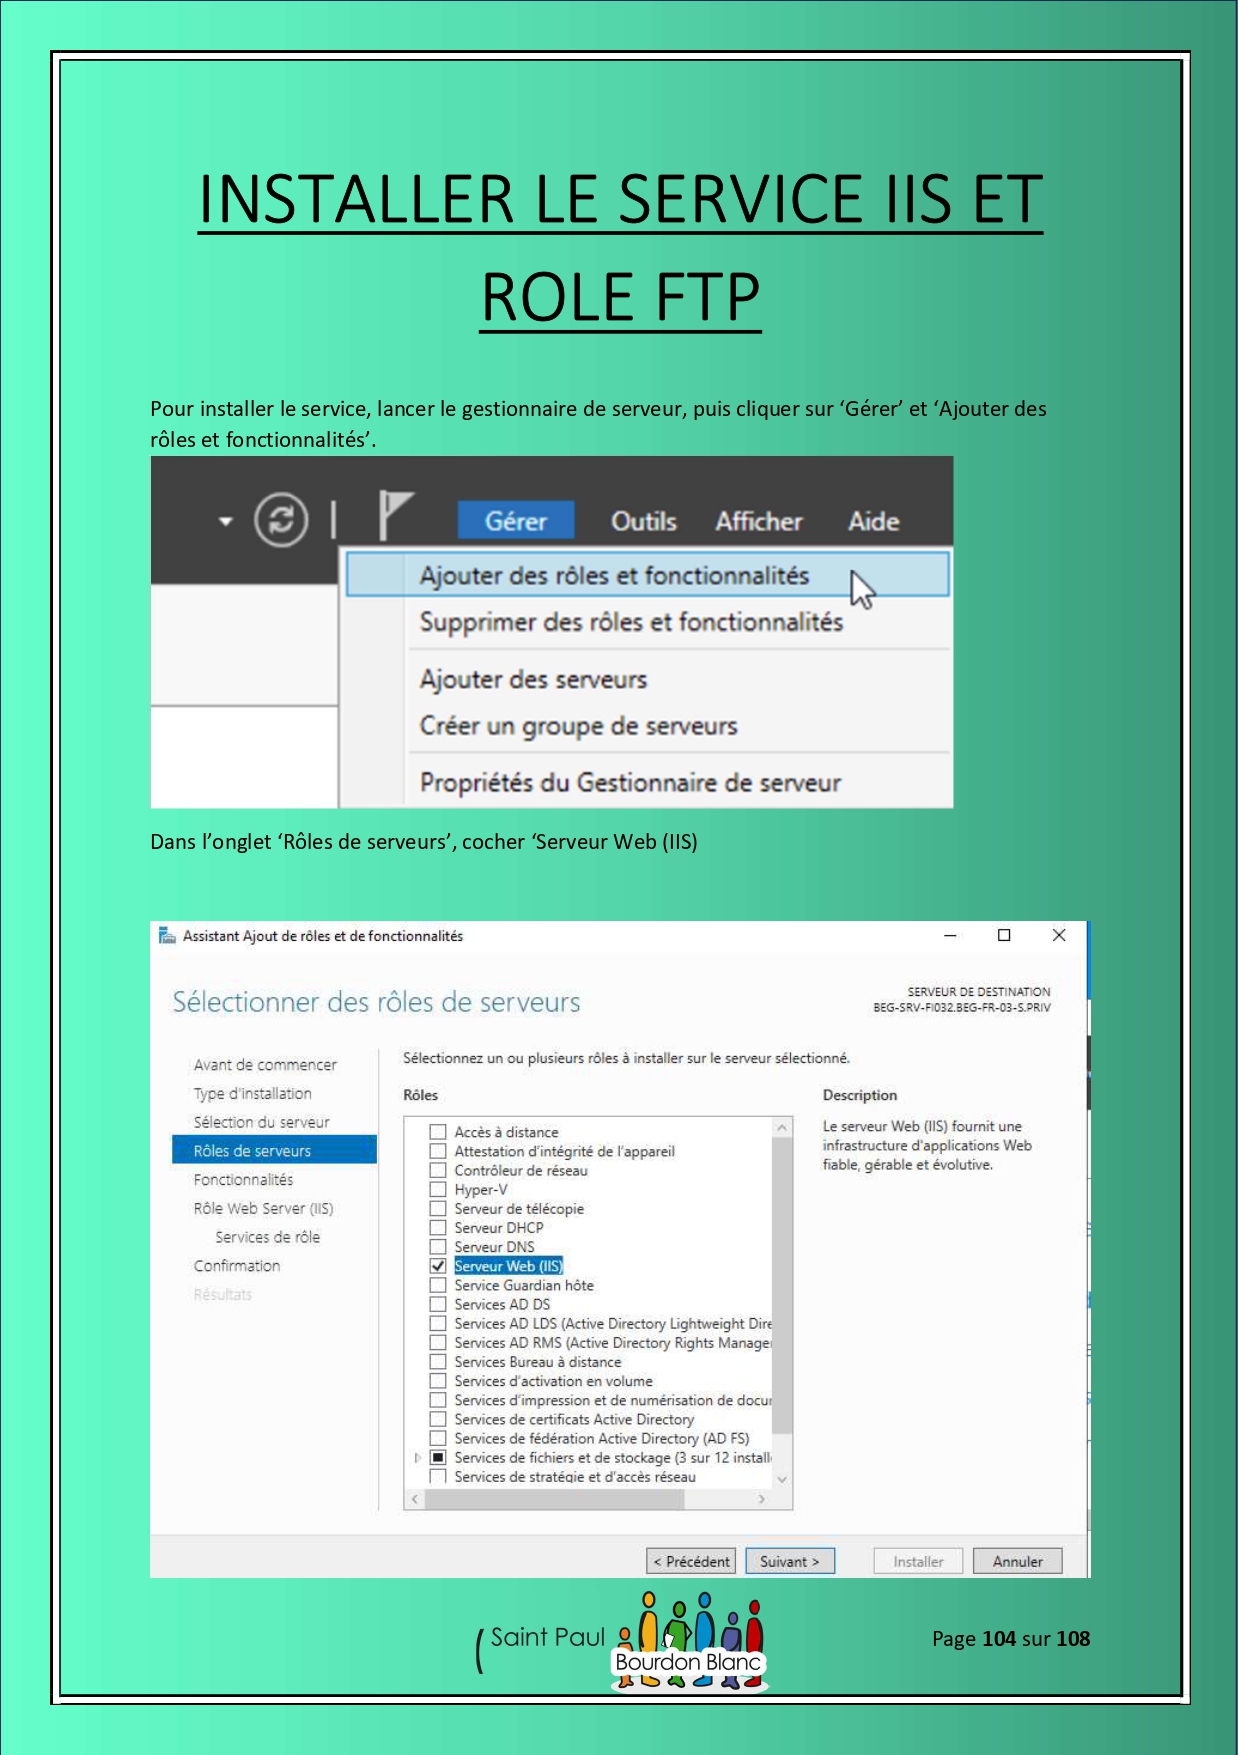 INSTALLER LE SERVICE IIS ET
ROLE FTP
Pour installer le service, lancer le gestionnaire de serveur, puis cliquer sur ‘Gérer’ et ‘Ajouter des
rôles et fonctionnalités’.
Gérer Outils Afficher Aide
Ajouter des rôles et fonctionnalités
Supprimer des rôles et fonctionnalités
Ajouter des serveurs
Créer un groupe de serveurs
Propriétés du Gestionnaire de serveur
Dans l’onglet ‘Rôles de serveurs’, cocher ‘Serveur Web (IIS)
Assistant Ajout de rôles et de fonctionnalités
Sélectionner des rôles de serveurs
SERVEUR DE DESTINATION
BEG-SRV-FI032.BEG-FR-03-S.PRIV
Avant de commencer
Type d'installation
Sélection du serveur
Rôles de serveurs
Fonctionnalités
Rôle Web Server (IIS)
Services de rôle
Confirmation
Résultats
Sélectionnez un ou plusieurs rôles à installer sur le serveur sélectionné.
Rôles
Accès à distance
Attestation d'intégrité de l'appareil
Contrôleur de réseau
Hyper-V
Serveur de télécopie
Serveur DHCP
Serveur DNS
Serveur Web (IIS)
Service Guardian hôte
Services AD DS
Services AD LDS (Active Directory Lightweight Dire
Services AD RMS (Active Directory Rights Manage
Services Bureau à distance
Services d'activation en volume
Services d'impression et de numérisation de docu
Services de certificats Active Directory
Services de fédération Active Directory (AD FS)
Services de fichiers et de stockage (3 sur 12 install
Services de stratégie et d'accès réseau
Description
Le serveur Web (IIS) fournit une
infrastructure d'applications Web
fiable, gérable et évolutive.
< Précédent Suivant > Installer Annuler
Saint Paul
Bourdon Blanc
Page 104 sur 108